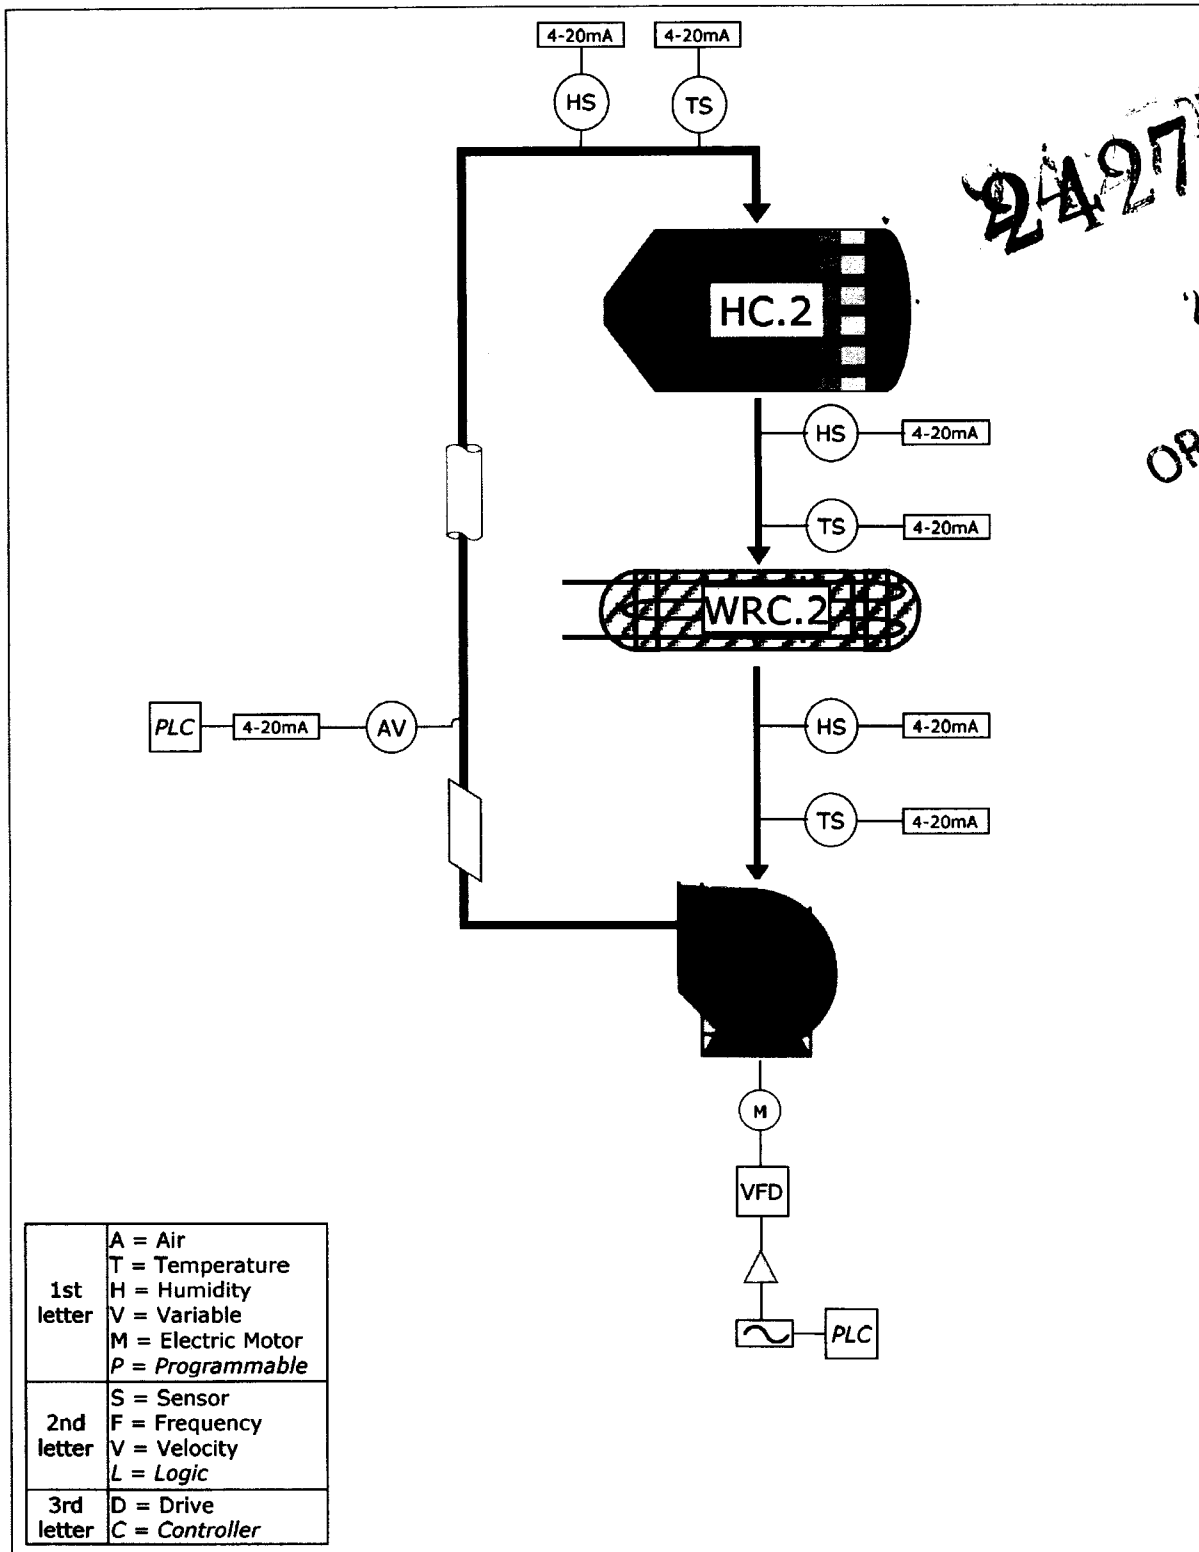 4-20mA
4-20mA
HS
TS
2427
HC.2
HS
4-20mA
TS
4-20mA
WRC.2
PLC
4-20mA
AV
HS
4-20mA
TS
4-20mA
M
VFD
PLC
1st
letter
A = Air
T = Temperature
H = Humidity
V = Variable
M = Electric Motor
P = Programmable
2nd
letter
S = Sensor
F = Frequency
V = Velocity
L = Logic
3rd
letter
D = Drive
C = Controller